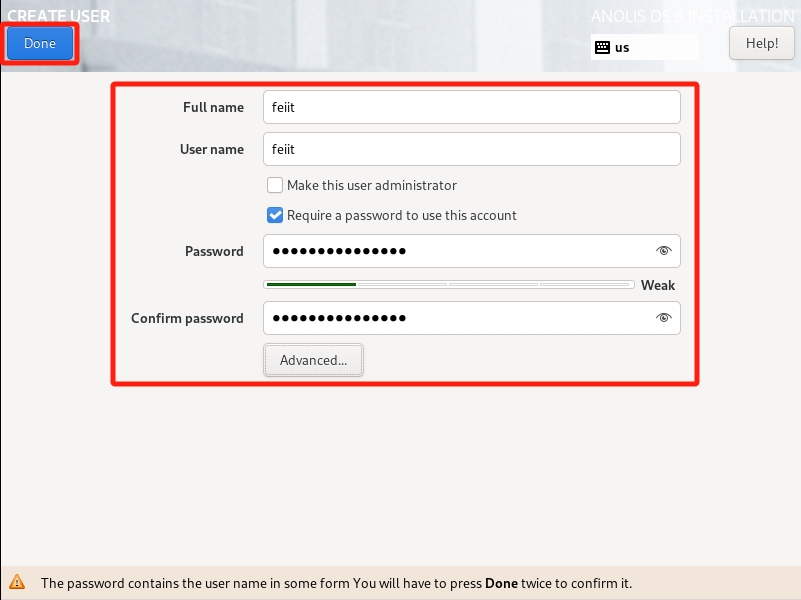 CREATE USER
ANOLIS OS 8 INSTALLATION
Done
us
Help!
Full name
feiit
User name
feiit
Make this user administrator
Require a password to use this account
Password
●●●●●●●●●●●●●●●
Weak
Confirm password
●●●●●●●●●●●●●●●
Advanced...
The password contains the user name in some form You will have to press Done twice to confirm it.